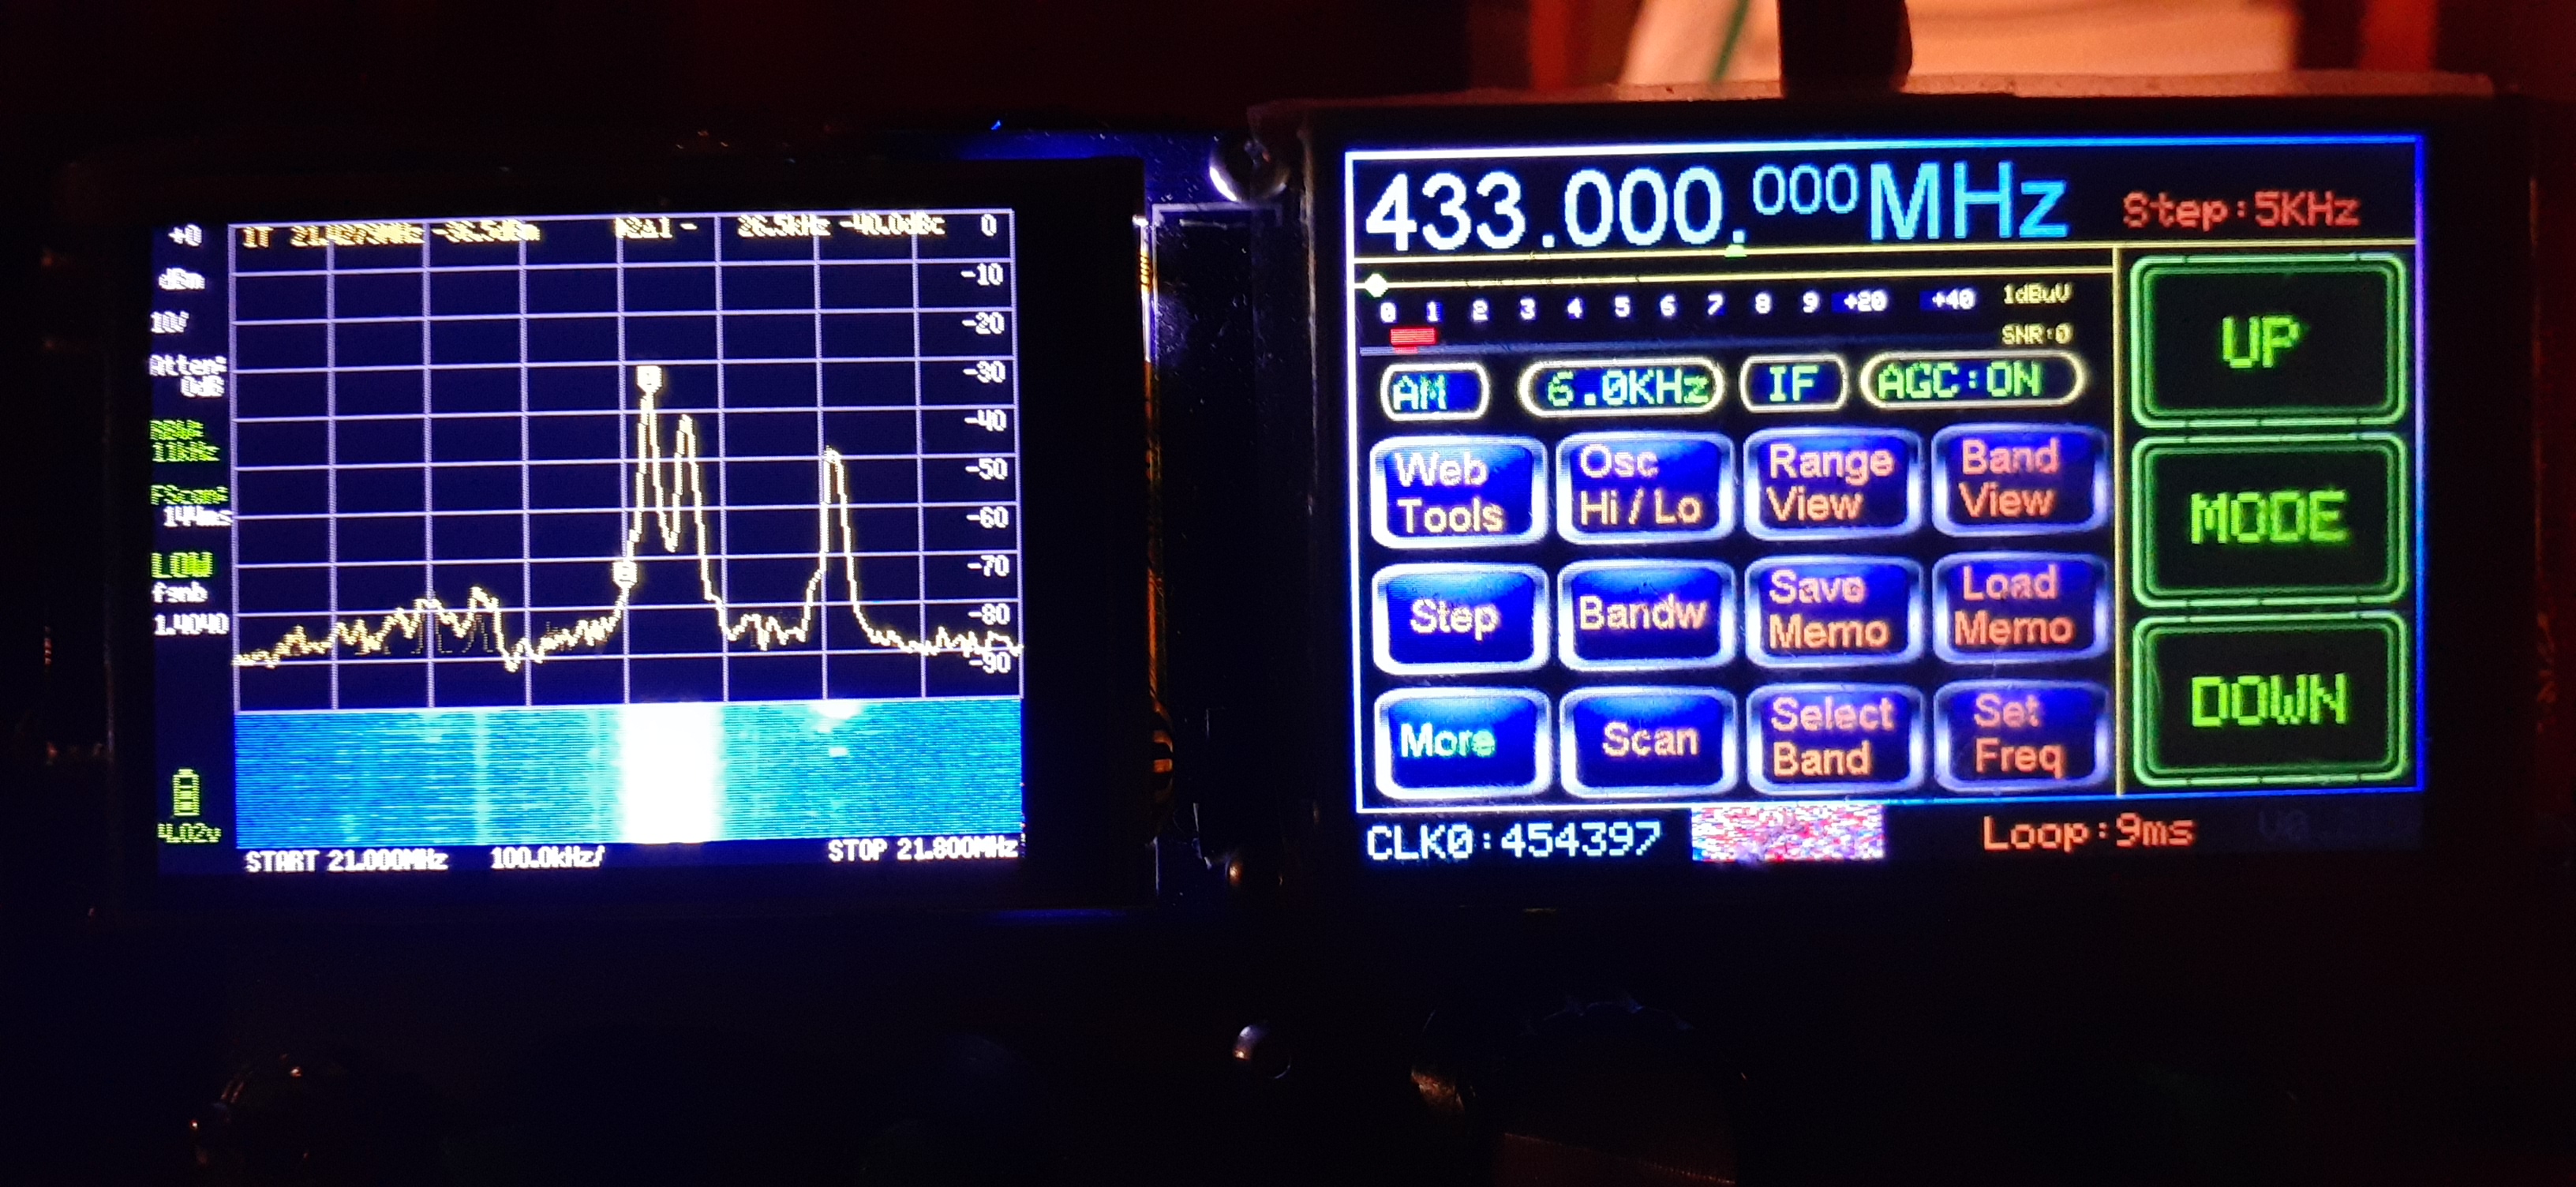 +0
dBm
10/
Atten:
0dB
RBW:
11kHz
FScan:
144ms
LOW
fsnb
1.4040
4.02v
0
-10
-20
-30
-40
-50
-60
-70
-80
-90
START 21.000MHz 100.0kHz/ STOP 21.800MHz
433.000.000MHz Step:5KHz
0 1 2 3 4 5 6 7 8 9 +20 +40 1dBuV
SNR:0
AM 6.0KHz IF AGC:ON
Web Tools
Osc Hi / Lo
Range View
Band View
Step
Bandw
Save Memo
Load Memo
More
Scan
Select Band
Set Freq
UP
MODE
DOWN
CLK0:454397 Loop:9ms